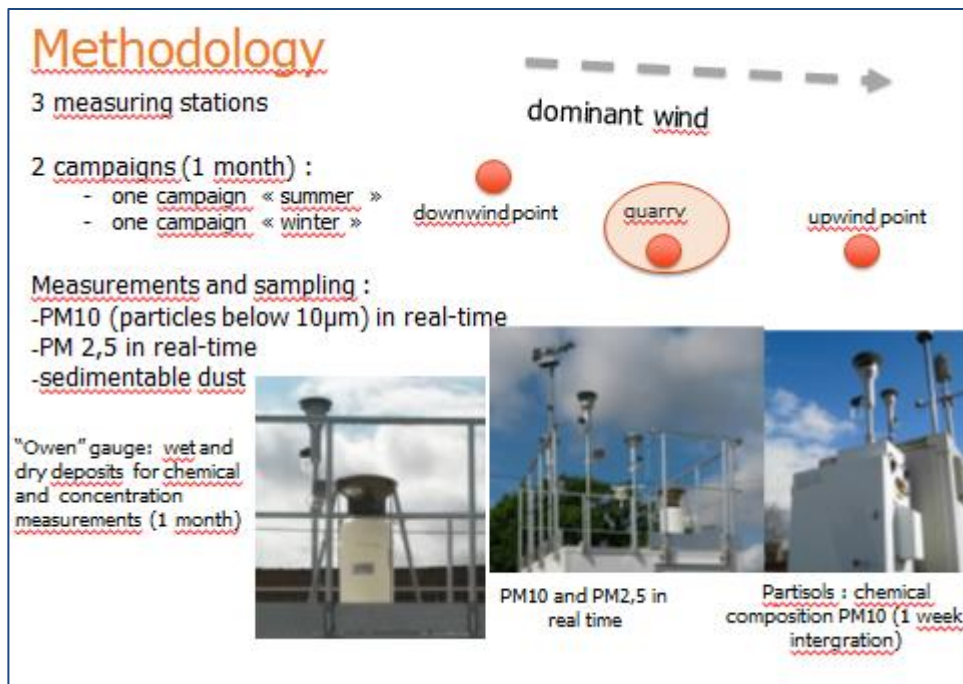 Methodology
3 measuring stations
dominant wind
2 campaigns (1 month) :
- one campaign « summer »
- one campaign « winter »
downwind point
quarry
upwind point
Measurements and sampling :
-PM10 (particles below 10µm) in real-time
-PM 2,5 in real-time
-sedimentable dust
"Owen" gauge: wet and
dry deposits for chemical
and concentration
measurements (1 month)
PM10 and PM2,5 in
real time
Partisols : chemical
composition PM10 (1 week
intergration)